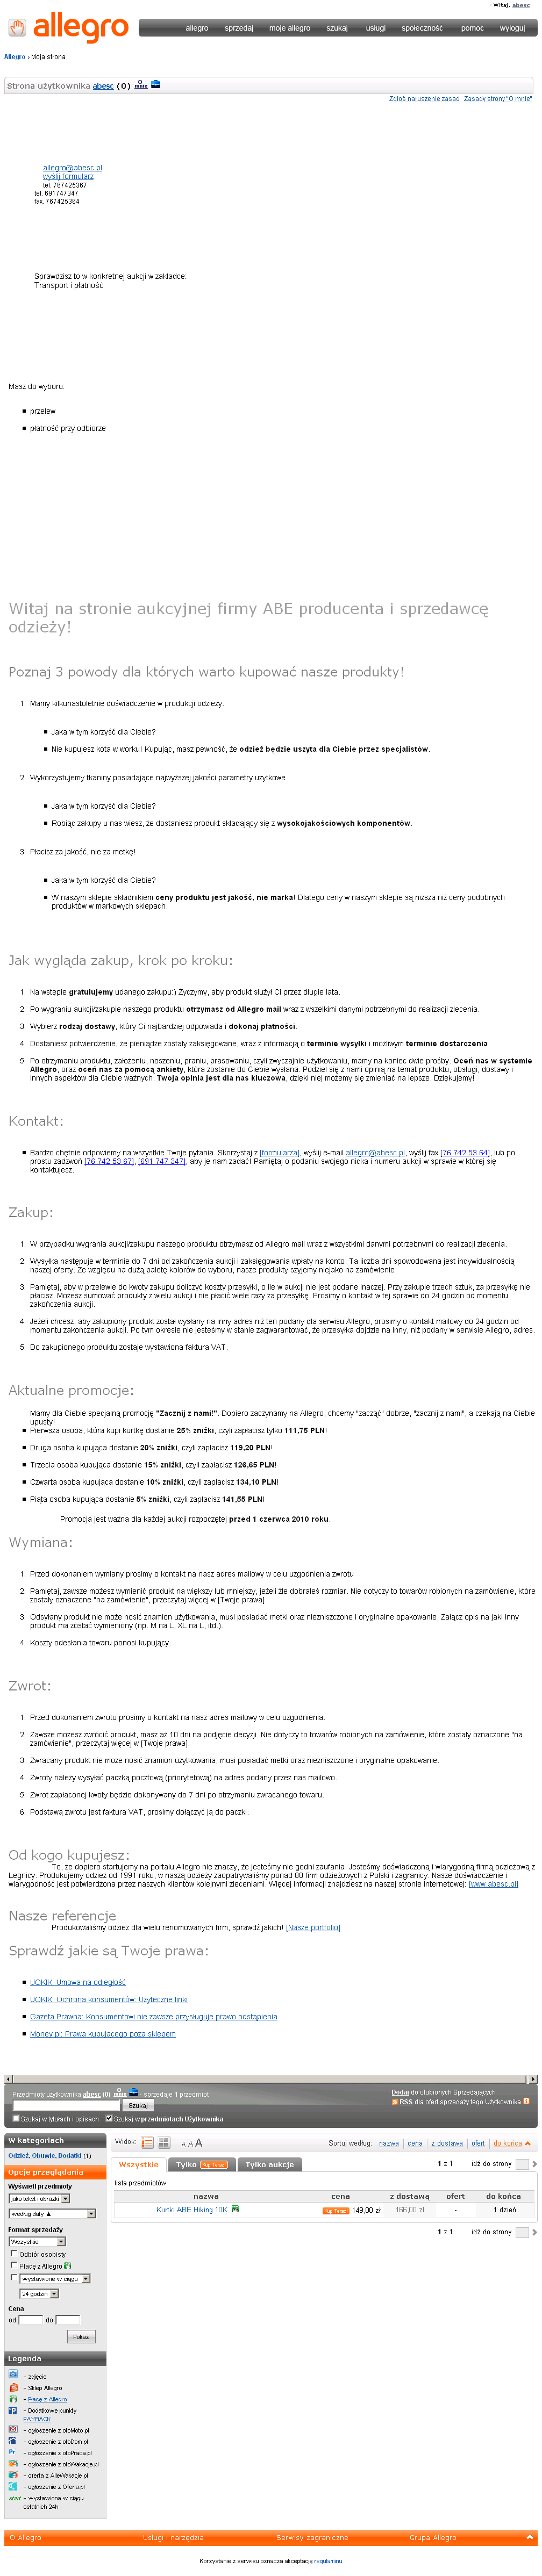 Witaj, abesc
allegro
allegro sprzedaj moje allegro szukaj usługi społeczność pomoc wyloguj
Allegro › Moja strona
Strona użytkownika abesc (0) O mnie
Zgłoś naruszenie zasad Zasady strony "O mnie"
allegro@abesc.pl
wyślij formularz
tel. 767425367
tel. 691747347
fax. 767425364
Sprawdzisz to w konkretnej aukcji w zakładce:
Transport i płatność
Masz do wyboru:
przelew
płatność przy odbiorze
Witaj na stronie aukcyjnej firmy ABE producenta i sprzedawcę
odzieży!
Poznaj 3 powody dla których warto kupować nasze produkty!
1. Mamy kilkunastoletnie doświadczenie w produkcji odzieży.
Jaka w tym korzyść dla Ciebie?
Nie kupujesz kota w worku! Kupując, masz pewność, że odzież będzie uszyta dla Ciebie przez specjalistów.
2. Wykorzystujemy tkaniny posiadające najwyższej jakości parametry użytkowe
Jaka w tym korzyść dla Ciebie?
Robiąc zakupy u nas wiesz, że dostaniesz produkt składający się z wysokojakościowych komponentów.
3. Płacisz za jakość, nie za metkę!
Jaka w tym korzyść dla Ciebie?
W naszym sklepie składnikiem ceny produktu jest jakość, nie marka! Dlatego ceny w naszym sklepie są niższa niż ceny podobnych
produktów w markowych sklepach.
Jak wygląda zakup, krok po kroku:
1. Na wstępie gratulujemy udanego zakupu:) Życzymy, aby produkt służył Ci przez długie lata.
2. Po wygraniu aukcji/zakupie naszego produktu otrzymasz od Allegro mail wraz z wszelkimi danymi potrzebnymi do realizacji zlecenia.
3. Wybierz rodzaj dostawy, który Ci najbardziej odpowiada i dokonaj płatności.
4. Dostaniesz potwierdzenie, że pieniądze zostały zaksięgowane, wraz z informacją o terminie wysyłki i możliwym terminie dostarczenia.
5. Po otrzymaniu produktu, założeniu, noszeniu, praniu, prasowaniu, czyli zwyczajnie użytkowaniu, mamy na koniec dwie prośby. Oceń nas w systemie
Allegro, oraz oceń nas za pomocą ankiety, która zostanie do Ciebie wysłana. Podziel się z nami opinią na temat produktu, obsługi, dostawy i
innych aspektów dla Ciebie ważnych. Twoja opinia jest dla nas kluczowa, dzięki niej możemy się zmieniać na lepsze. Dziękujemy!
Kontakt:
Bardzo chętnie odpowiemy na wszystkie Twoje pytania. Skorzystaj z [formularza], wyślij e-mail allegro@abesc.pl, wyślij fax [76 742 53 64], lub po
prostu zadzwoń [76 742 53 67], [691 747 347], aby je nam zadać! Pamiętaj o podaniu swojego nicka i numeru aukcji w sprawie w której się
kontaktujesz.
Zakup:
1. W przypadku wygrania aukcji/zakupu naszego produktu otrzymasz od Allegro mail wraz z wszystkimi danymi potrzebnymi do realizacji zlecenia.
2. Wysyłka następuje w terminie do 7 dni od zakończenia aukcji i zaksięgowania wpłaty na konto. Ta liczba dni spowodowana jest indywidualnością
naszej oferty. Ze względu na dużą paletę kolorów do wyboru, nasze produkty szyjemy niejako na zamówienie.
3. Pamiętaj, aby w przelewie do kwoty zakupu doliczyć koszty przesyłki, o ile w aukcji nie jest podane inaczej. Przy zakupie trzech sztuk, za przesyłkę nie
płacisz. Możesz sumować produkty z wielu aukcji i nie płacić wiele razy za przesyłkę. Prosimy o kontakt w tej sprawie do 24 godzin od momentu
zakończenia aukcji.
4. Jeżeli chcesz, aby zakupiony produkt został wysłany na inny adres niż ten podany dla serwisu Allegro, prosimy o kontakt mailowy do 24 godzin od
momentu zakończenia aukcji. Po tym okresie nie jesteśmy w stanie zagwarantować, że przesyłka dojdzie na inny, niż podany w serwisie Allegro, adres.
5. Do zakupionego produktu zostaje wystawiona faktura VAT.
Aktualne promocje:
Mamy dla Ciebie specjalną promocję "Zacznij z nami!". Dopiero zaczynamy na Allegro, chcemy "zacząć" dobrze, "zacznij z nami", a czekają na Ciebie
upusty!
Pierwsza osoba, która kupi kurtkę dostanie 25% zniżki, czyli zapłacisz tylko 111,75 PLN!
Druga osoba kupująca dostanie 20% zniżki, czyli zapłacisz 119,20 PLN!
Trzecia osoba kupująca dostanie 15% zniżki, czyli zapłacisz 126,65 PLN!
Czwarta osoba kupująca dostanie 10% zniżki, czyli zapłacisz 134,10 PLN!
Piąta osoba kupująca dostanie 5% zniżki, czyli zapłacisz 141,55 PLN!
Promocja jest ważna dla każdej aukcji rozpoczętej przed 1 czerwca 2010 roku.
Wymiana:
1. Przed dokonaniem wymiany prosimy o kontakt na nasz adres mailowy w celu uzgodnienia zwrotu
2. Pamiętaj, zawsze możesz wymienić produkt na większy lub mniejszy, jeżeli źle dobrałeś rozmiar. Nie dotyczy to towarów robionych na zamówienie, które
zostały oznaczone "na zamówienie", przeczytaj więcej w [Twoje prawa].
3. Odsyłany produkt nie może nosić znamion użytkowania, musi posiadać metki oraz niezniszczone i oryginalne opakowanie. Załącz opis na jaki inny
produkt ma zostać wymieniony (np. M na L, XL na L, itd.).
4. Koszty odesłania towaru ponosi kupujący.
Zwrot:
1. Przed dokonaniem zwrotu prosimy o kontakt na nasz adres mailowy w celu uzgodnienia.
2. Zawsze możesz zwrócić produkt, masz aż 10 dni na podjęcie decyzji. Nie dotyczy to towarów robionych na zamówienie, które zostały oznaczone "na
zamówienie", przeczytaj więcej w [Twoje prawa].
3. Zwracany produkt nie może nosić znamion użytkowania, musi posiadać metki oraz niezniszczone i oryginalne opakowanie.
4. Zwroty należy wysyłać paczką pocztową (priorytetową) na adres podany przez nas mailowo.
5. Zwrot zapłaconej kwoty będzie dokonywany do 7 dni po otrzymaniu zwracanego towaru.
6. Podstawą zwrotu jest faktura VAT, prosimy dołączyć ją do paczki.
Od kogo kupujesz:
To, że dopiero startujemy na portalu Allegro nie znaczy, że jesteśmy nie godni zaufania. Jesteśmy doświadczoną i wiarygodną firmą odzieżową z
Legnicy. Produkujemy odzież od 1991 roku, w naszą odzież zaopatrywaliśmy ponad 80 firm odzieżowych z Polski i zagranicy. Nasze doświadczenie i
wiarygodność jest potwierdzona przez naszych klientów kolejnymi zleceniami. Więcej informacji znajdziesz na naszej stronie internetowej: [www.abesc.pl]
Nasze referencje
Produkowaliśmy odzież dla wielu renomowanych firm, sprawdź jakich! [Nasze portfolio]
Sprawdź jakie są Twoje prawa:
UOKIK: Umowa na odległość
UOKIK: Ochrona konsumentów: Użyteczne linki
Gazeta Prawna: Konsumentowi nie zawsze przysługuje prawo odstąpienia
Money.pl: Prawa kupującego poza sklepem
Przedmioty użytkownika abesc (0) O mnie - sprzedaje 1 przedmiot
Dodaj do ulubionych Sprzedających
Szukaj
RSS dla ofert sprzedaży tego Użytkownika
Szukaj w tytułach i opisach Szukaj w przedmiotach Użytkownika
W kategoriach
Odzież, Obuwie, Dodatki (1)
Opcje przeglądania
Wyświetl przedmioty
jako tekst i obrazki
według daty ▲
Format sprzedaży
Wszystkie
Odbiór osobisty
Płacę z Allegro
wystawione w ciągu
24 godzin
Cena
od do
Pokaż
Legenda
- zdjęcie
- Sklep Allegro
- Płacę z Allegro
- Dodatkowe punkty
PAYBACK
- ogłoszenie z otoMoto.pl
- ogłoszenie z otoDom.pl
- ogłoszenie z otoPraca.pl
- ogłoszenie z otoWakacje.pl
- oferta z AlleWakacje.pl
- ogłoszenie z Oferia.pl
start - wystawiona w ciągu
ostatnich 24h
Widok: A A A Sortuj według: nazwa cena z dostawą ofert do końca
Wszystkie Tylko Kup Teraz! Tylko aukcje 1 z 1 idź do strony
lista przedmiotów
nazwa cena z dostawą ofert do końca
Kurtki ABE Hiking 10K Kup Teraz! 149,00 zł 166,00 zł - 1 dzień
1 z 1 idź do strony
O Allegro Usługi i narzędzia Serwisy zagraniczne Grupa Allegro
Korzystanie z serwisu oznacza akceptację regulaminu